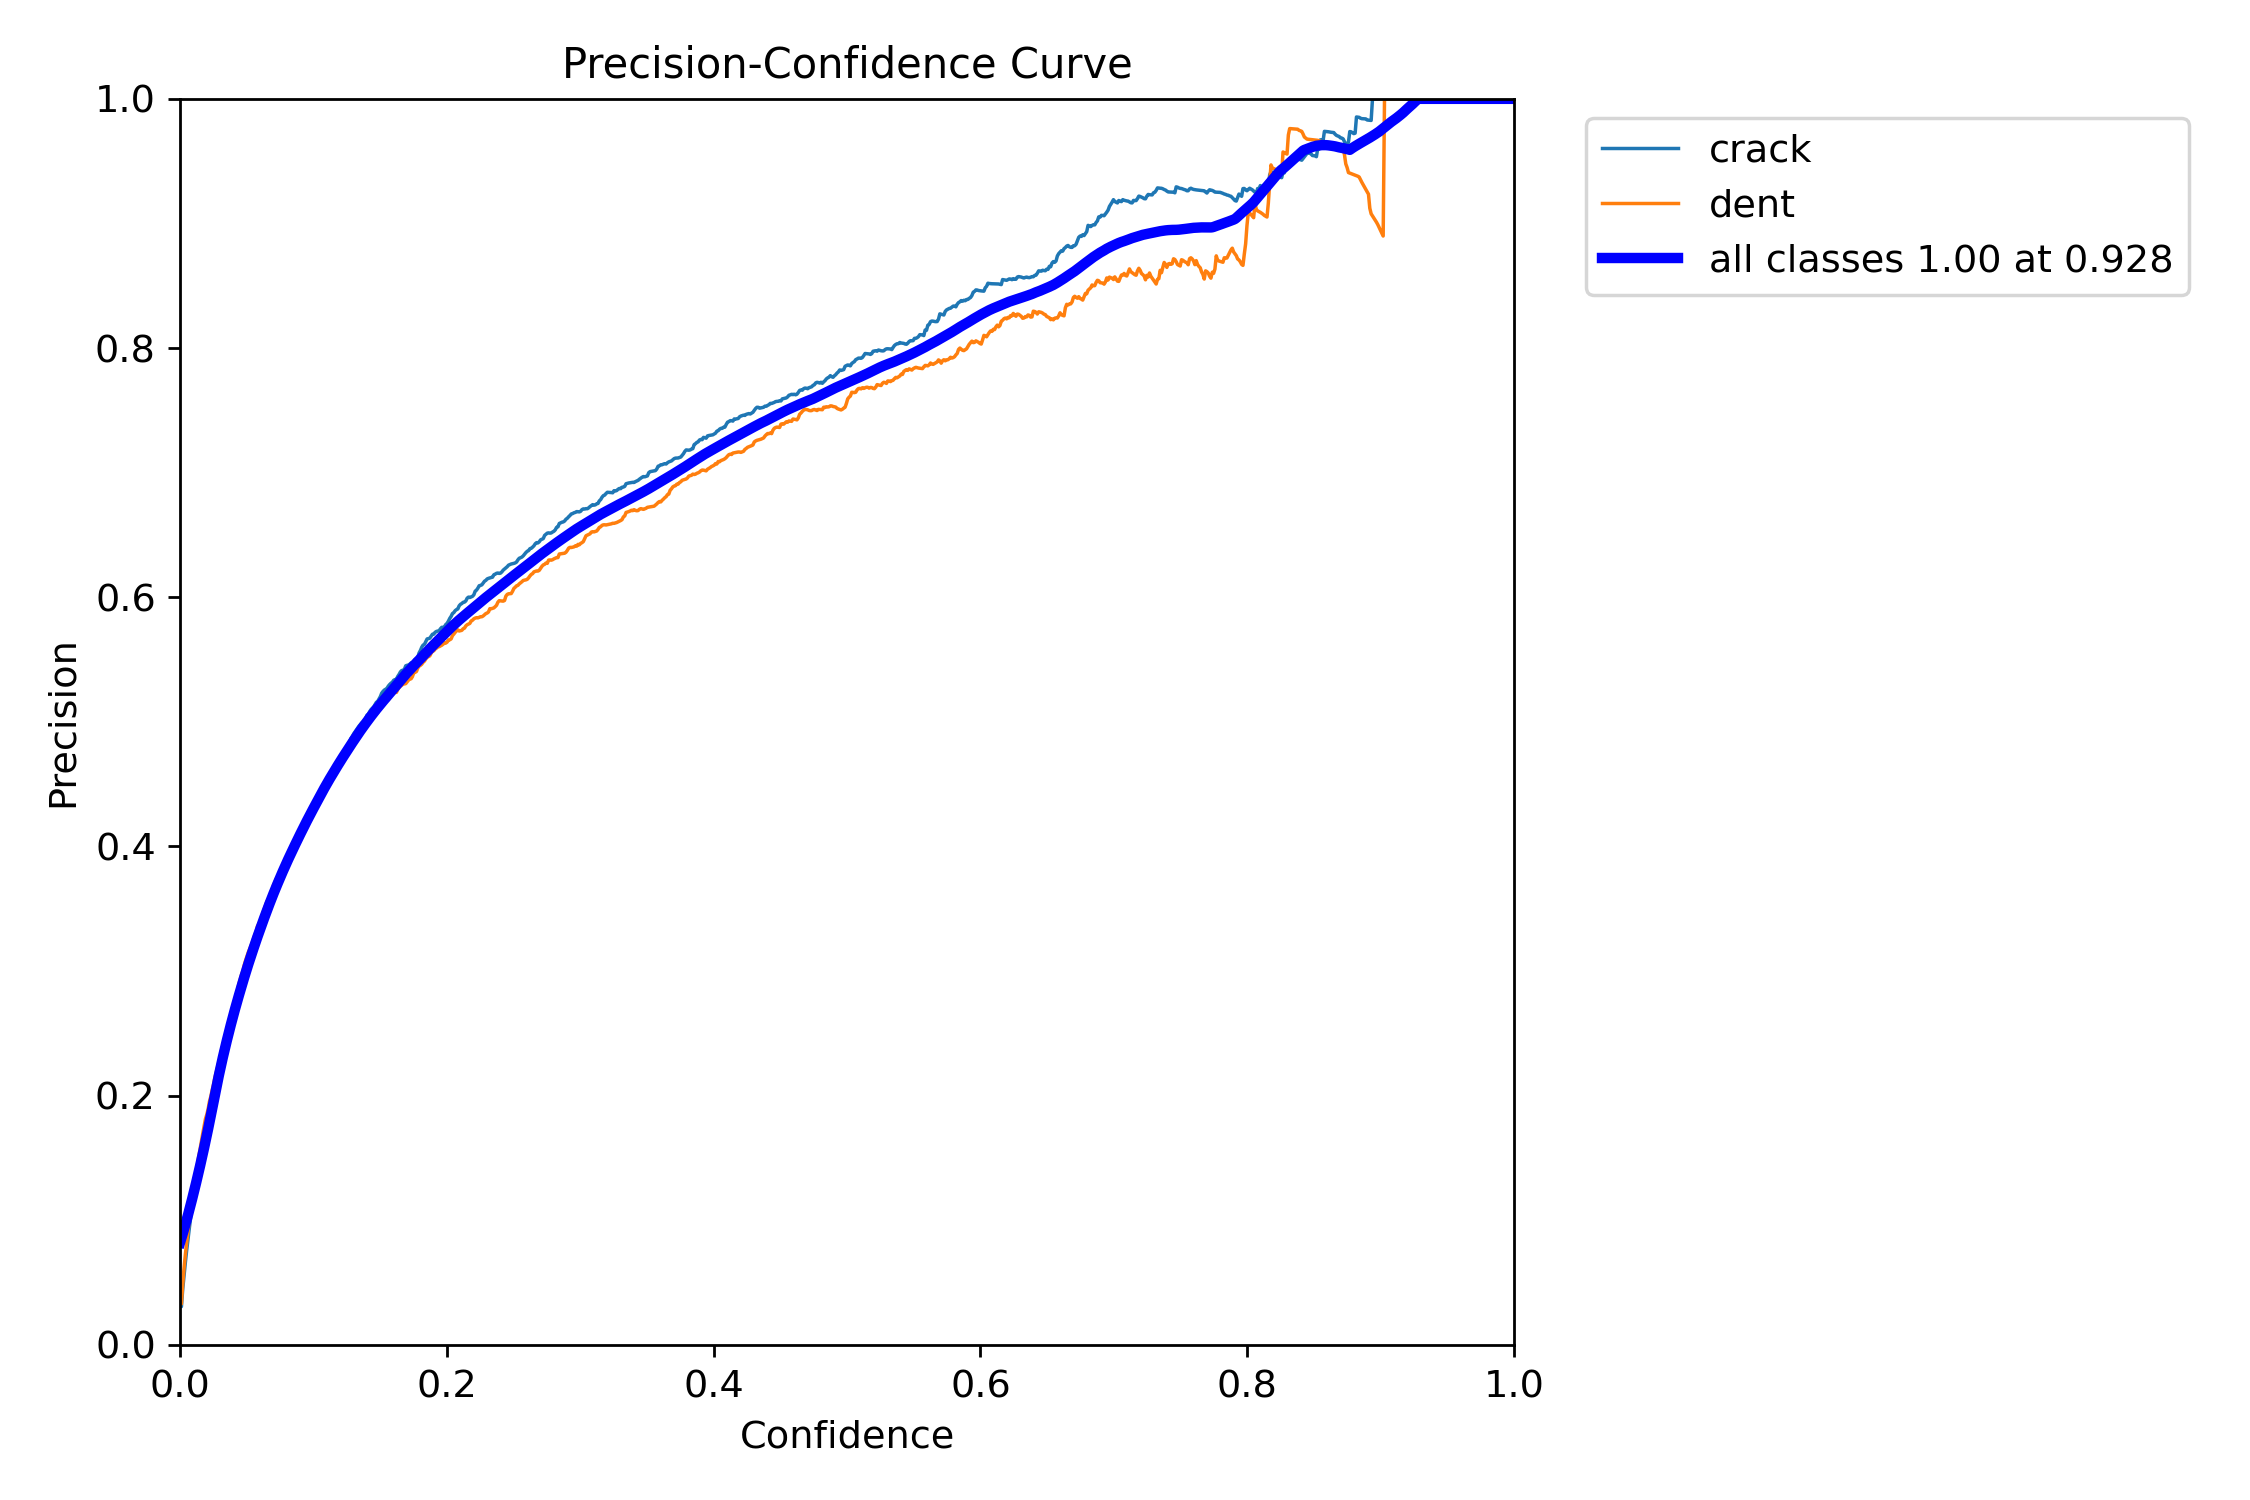 Precision-Confidence Curve
1.0
0.8
0.6
0.4
0.2
0.0
Precision
0.0 0.2 0.4 0.6 0.8 1.0
Confidence
crack
dent
all classes 1.00 at 0.928